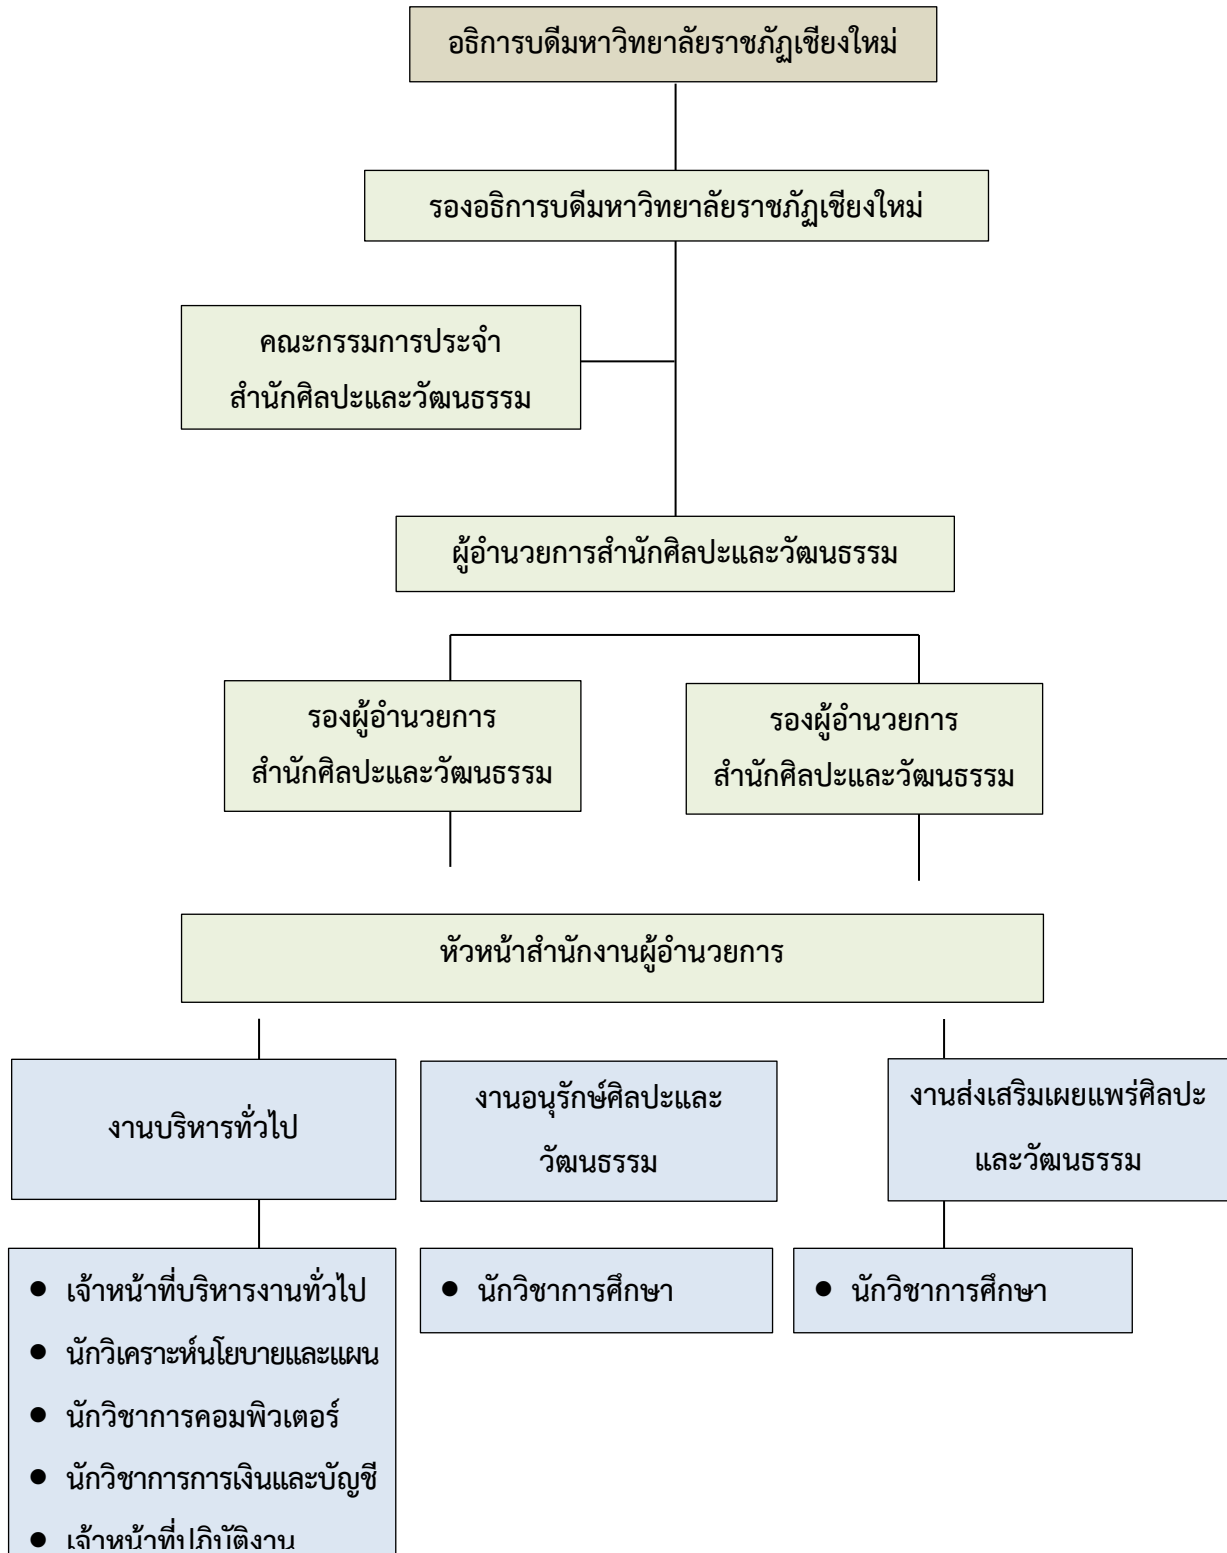 อธิการบดีมหาวิทยาลัยราชภัฏเชียงใหม่
รองอธิการบดีมหาวิทยาลัยราชภัฏเชียงใหม่
คณะกรรมการประจำ
สำนักศิลปะและวัฒนธรรม
ผู้อำนวยการสำนักศิลปะและวัฒนธรรม
รองผู้อำนวยการ
สำนักศิลปะและวัฒนธรรม
รองผู้อำนวยการ
สำนักศิลปะและวัฒนธรรม
หัวหน้าสำนักงานผู้อำนวยการ
งานบริหารทั่วไป
งานอนุรักษ์ศิลปะและ
วัฒนธรรม
งานส่งเสริมเผยแพร่ศิลปะ
และวัฒนธรรม
● เจ้าหน้าที่บริหารงานทั่วไป
● นักวิเคราะห์นโยบายและแผน
● นักวิชาการคอมพิวเตอร์
● นักวิชาการการเงินและบัญชี
● เจ้าหน้าที่ปฏิบัติงาน
● นักวิชาการศึกษา
● นักวิชาการศึกษา